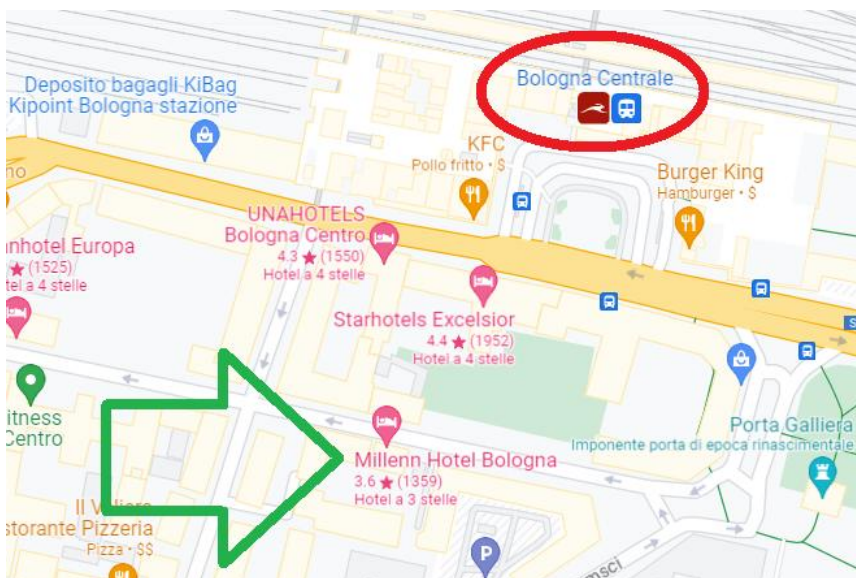 Bologna Centrale
Deposito bagagli KiBag
Kipoint Bologna stazione
KFC
Pollo fritto · $
Burger King
Hamburger · $
no
UNAHOTELS
Bologna Centro
4.3 ★ (1550)
Hotel a 4 stelle
nhotel Europa
★ (1525)
tel a 4 stelle
Starhotels Excelsior
4.4 ★ (1952)
Hotel a 4 stelle
S
itness
Centro
Millenn Hotel Bologna
3.6 ★ (1359)
Hotel a 3 stelle
Porta Galliera
Imponente porta di epoca rinascimentale
Il Veliero
storante Pizzeria
Pizza · $$
P
msci